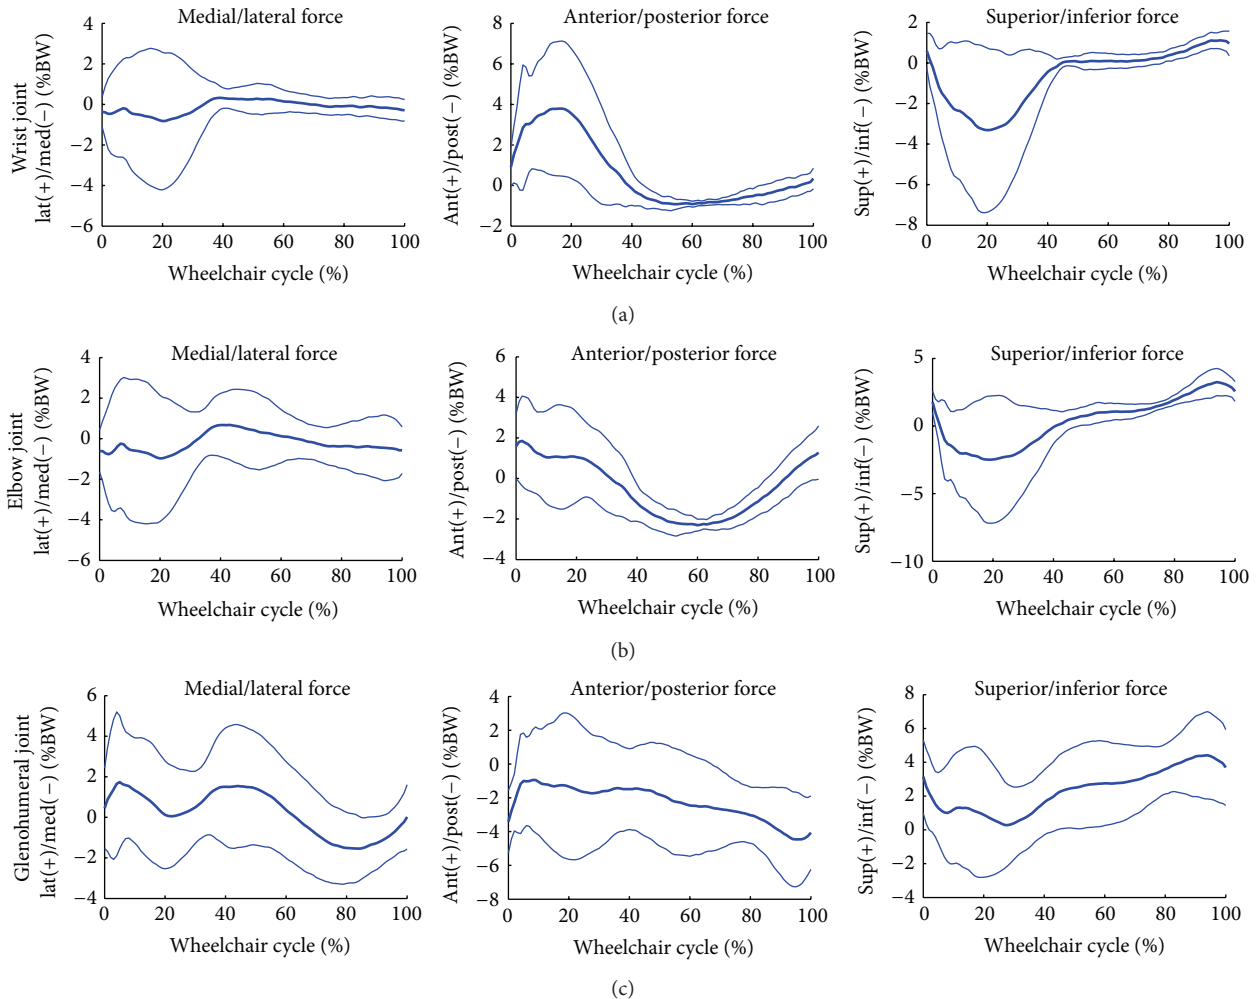 Medial/lateral force
Anterior/posterior force
Superior/inferior force
Wrist joint
lat(+)/med(−) (%BW)
4
2
0
−2
−4
−6
0 20 40 60 80 100
Wheelchair cycle (%)
Ant(+)/post(−) (%BW)
8
6
4
2
0
−2
0 20 40 60 80 100
Wheelchair cycle (%)
Sup(+)/inf(−) (%BW)
2
0
−2
−4
−6
−8
0 20 40 60 80 100
Wheelchair cycle (%)
(a)
Medial/lateral force
Anterior/posterior force
Superior/inferior force
Elbow joint
lat(+)/med(−) (%BW)
4
2
0
−2
−4
−6
0 20 40 60 80 100
Wheelchair cycle (%)
Ant(+)/post(−) (%BW)
6
4
2
0
−2
−4
0 20 40 60 80 100
Wheelchair cycle (%)
Sup(+)/inf(−) (%BW)
5
0
−5
−10
0 20 40 60 80 100
Wheelchair cycle (%)
(b)
Medial/lateral force
Anterior/posterior force
Superior/inferior force
Glenohumeral joint
lat(+)/med(−) (%BW)
6
4
2
0
−2
−4
0 20 40 60 80 100
Wheelchair cycle (%)
Ant(+)/post(−) (%BW)
4
2
0
−2
−4
−6
−8
0 20 40 60 80 100
Wheelchair cycle (%)
Sup(+)/inf(−) (%BW)
8
6
4
2
0
−2
−4
0 20 40 60 80 100
Wheelchair cycle (%)
(c)